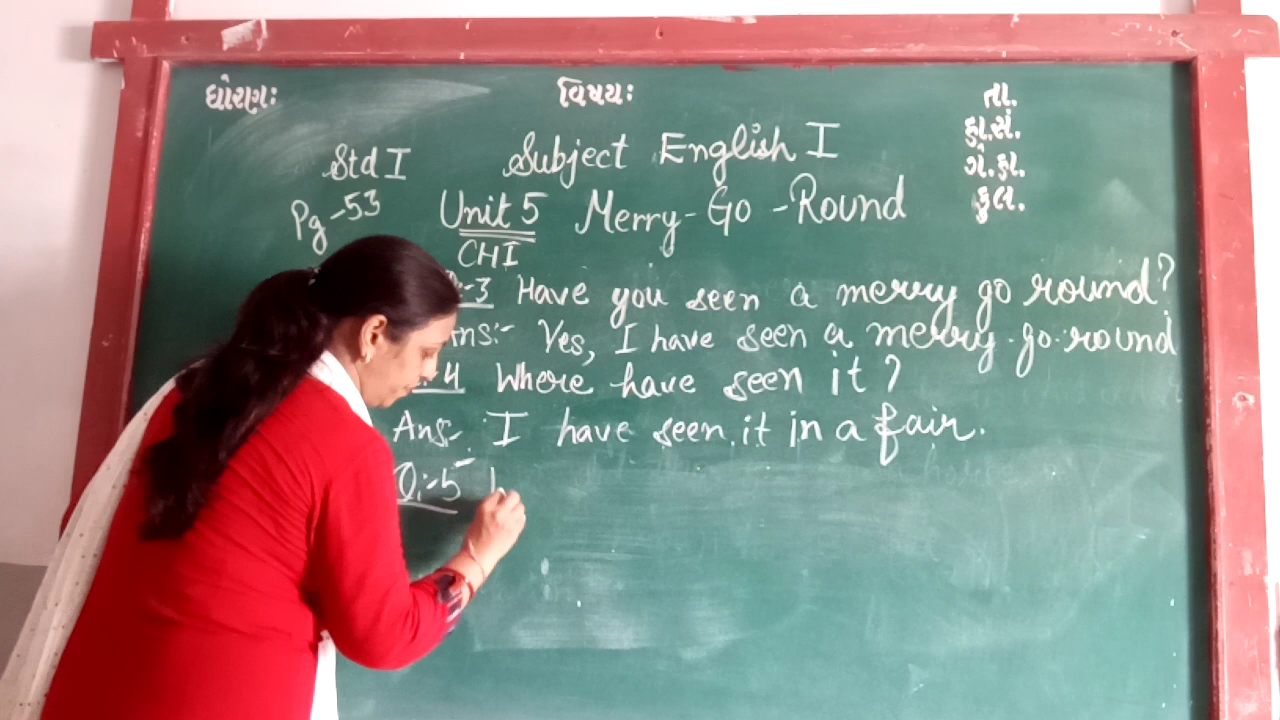 ધોરણઃ વિષયઃ તા.
હા.સં.
ગે.હા.
કુલ.
Std I Subject English I
Pg-53 Unit 5 Merry-Go-Round
CHI
:-3 Have you seen a merry go round?
Ans:- Yes, I have seen a merry-go-round
4 Where have seen it?
Ans:- I have seen it in a fair.
Q:-5